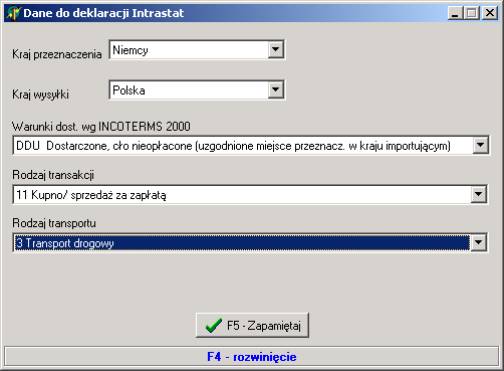 Dane do deklaracji Intrastat
Kraj przeznaczenia Niemcy
Kraj wysyłki Polska
Warunki dost. wg INCOTERMS 2000
DDU Dostarczone, cło nieopłacone (uzgodnione miejsce przeznacz. w kraju importującym)
Rodzaj transakcji
11 Kupno/ sprzedaż za zapłatą
Rodzaj transportu
3 Transport drogowy
F5 - Zapamiętaj
F4 - rozwinięcie